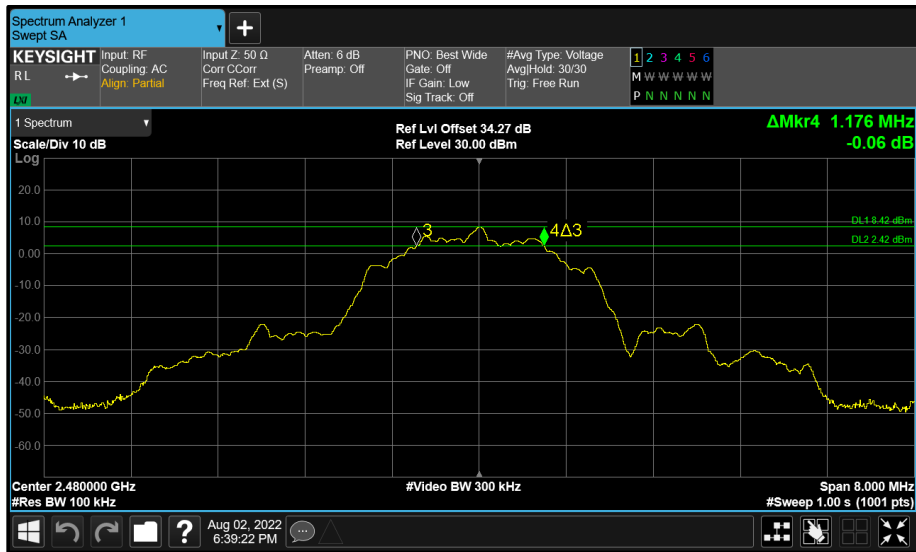 Spectrum Analyzer 1
Swept SA
+
KEYSIGHT
RL
LXI
Input: RF
Coupling: AC
Align: Partial
Input Z: 50 Ω
Corr CCorr
Freq Ref: Ext (S)
Atten: 6 dB
Preamp: Off
PNO: Best Wide
Gate: Off
IF Gain: Low
Sig Track: Off
#Avg Type: Voltage
Avg|Hold: 30/30
Trig: Free Run
1 2 3 4 5 6
M W W W W W
P N N N N N
1 Spectrum
Scale/Div 10 dB
Log
Ref Lvl Offset 34.27 dB
Ref Level 30.00 dBm
ΔMkr4 1.176 MHz
-0.06 dB
20.0
10.0
0.00
-10.0
-20.0
-30.0
-40.0
-50.0
-60.0
3
4Δ3
DL1 8.42 dBm
DL2 2.42 dBm
Center 2.480000 GHz
#Res BW 100 kHz
#Video BW 300 kHz
Span 8.000 MHz
#Sweep 1.00 s (1001 pts)
?
Aug 02, 2022
6:39:22 PM